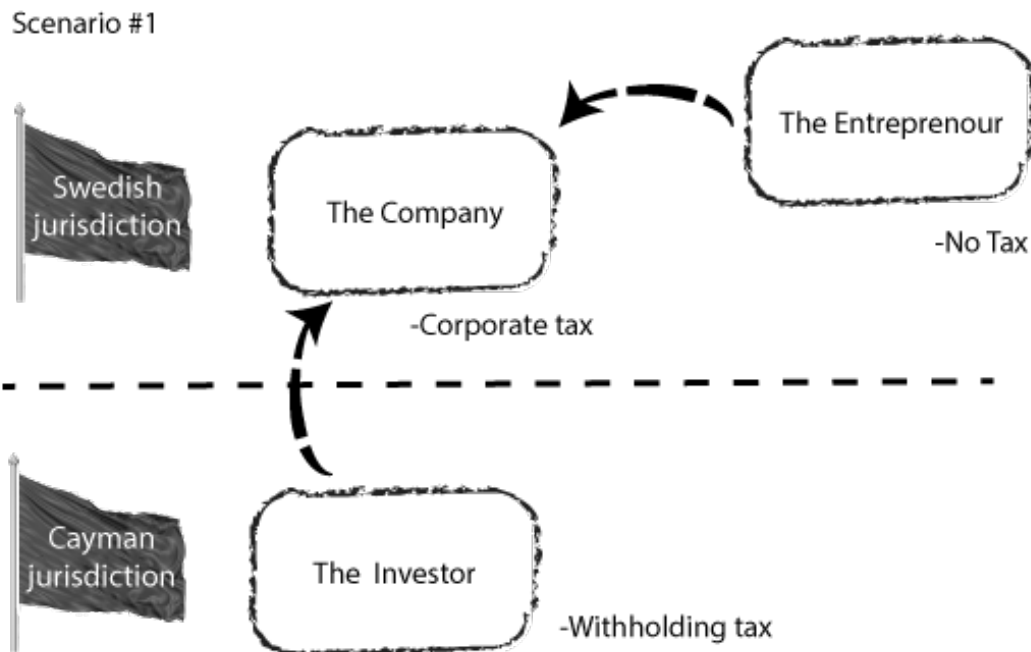 Scenario #1
The Entreprenour
Swedish
jurisdiction
The Company
-No Tax
-Corporate tax
Cayman
jurisdiction
The Investor
-Withholding tax